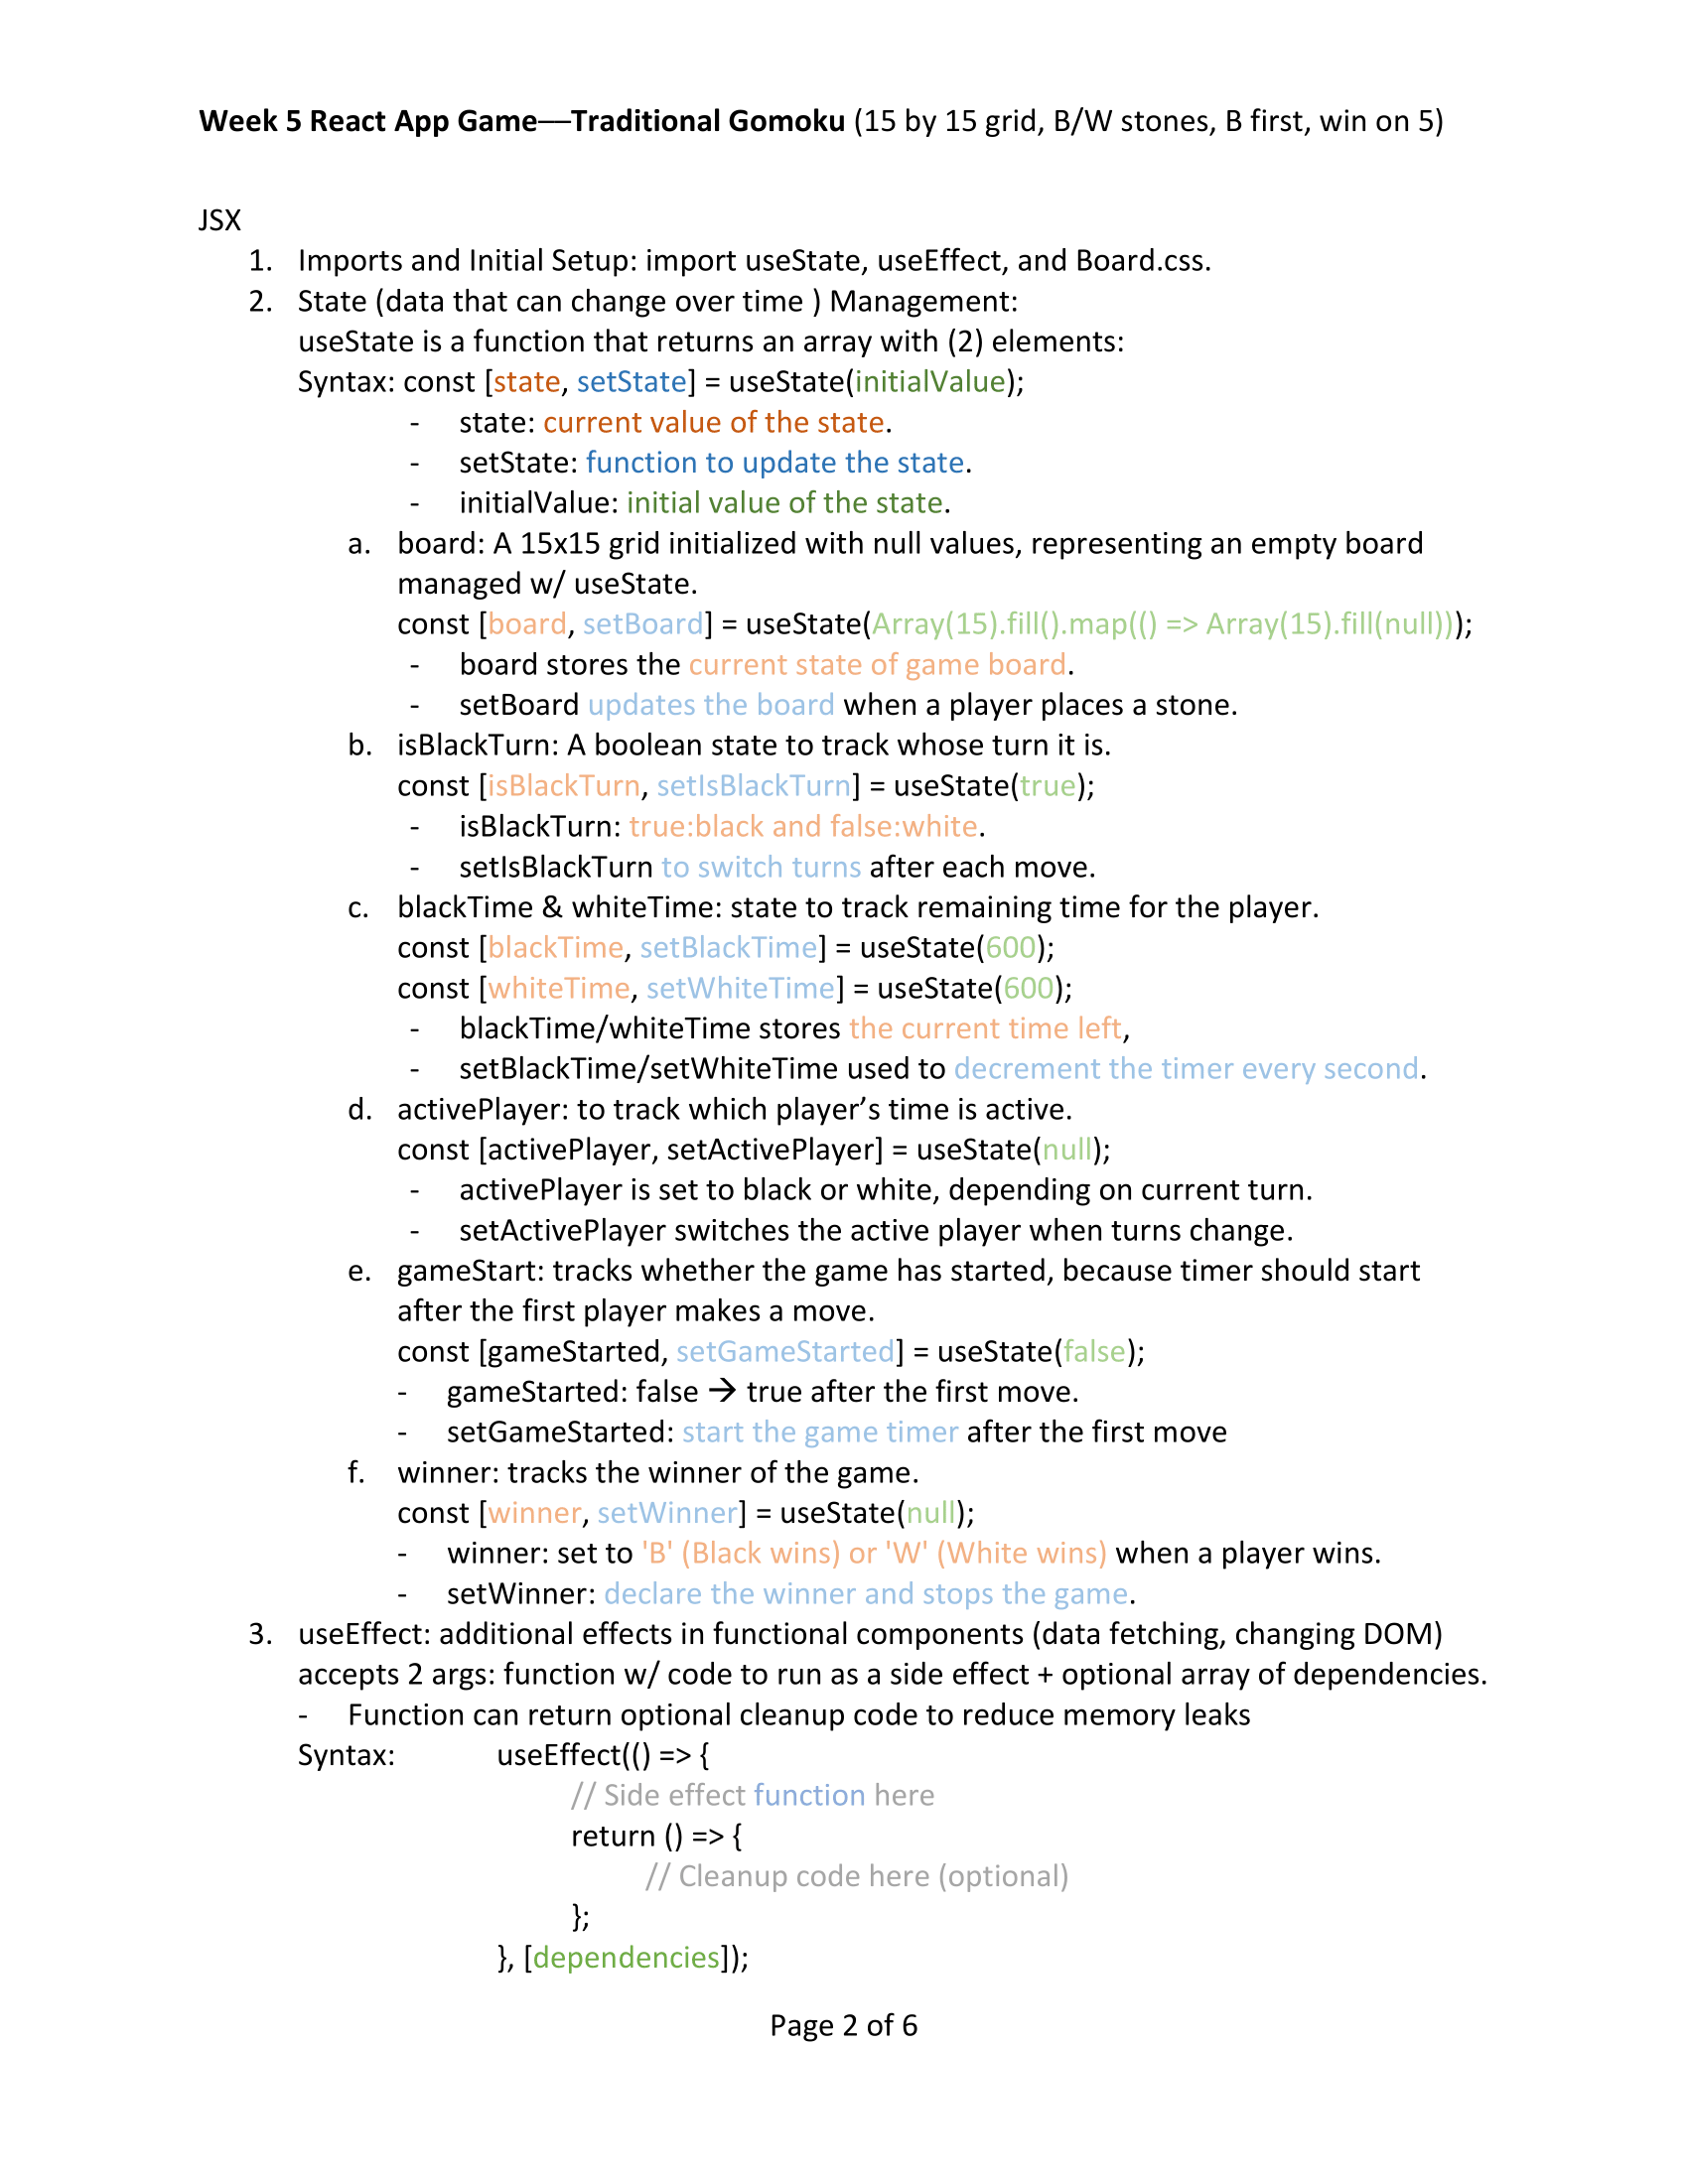 Week 5 React App Game—Traditional Gomoku (15 by 15 grid, B/W stones, B first, win on 5)
JSX
1. Imports and Initial Setup: import useState, useEffect, and Board.css.
2. State (data that can change over time ) Management:
useState is a function that returns an array with (2) elements:
Syntax: const [state, setState] = useState(initialValue);
- state: current value of the state.
- setState: function to update the state.
- initialValue: initial value of the state.
a. board: A 15x15 grid initialized with null values, representing an empty board
managed w/ useState.
const [board, setBoard] = useState(Array(15).fill().map(() => Array(15).fill(null)));
- board stores the current state of game board.
- setBoard updates the board when a player places a stone.
b. isBlackTurn: A boolean state to track whose turn it is.
const [isBlackTurn, setIsBlackTurn] = useState(true);
- isBlackTurn: true:black and false:white.
- setIsBlackTurn to switch turns after each move.
c. blackTime & whiteTime: state to track remaining time for the player.
const [blackTime, setBlackTime] = useState(600);
const [whiteTime, setWhiteTime] = useState(600);
- blackTime/whiteTime stores the current time left,
- setBlackTime/setWhiteTime used to decrement the timer every second.
d. activePlayer: to track which player’s time is active.
const [activePlayer, setActivePlayer] = useState(null);
- activePlayer is set to black or white, depending on current turn.
- setActivePlayer switches the active player when turns change.
e. gameStart: tracks whether the game has started, because timer should start
after the first player makes a move.
const [gameStarted, setGameStarted] = useState(false);
- gameStarted: false → true after the first move.
- setGameStarted: start the game timer after the first move
f. winner: tracks the winner of the game.
const [winner, setWinner] = useState(null);
- winner: set to 'B' (Black wins) or 'W' (White wins) when a player wins.
- setWinner: declare the winner and stops the game.
3. useEffect: additional effects in functional components (data fetching, changing DOM)
accepts 2 args: function w/ code to run as a side effect + optional array of dependencies.
- Function can return optional cleanup code to reduce memory leaks
Syntax: useEffect(() => {
// Side effect function here
return () => {
// Cleanup code here (optional)
};
}, [dependencies]);
Page 2 of 6